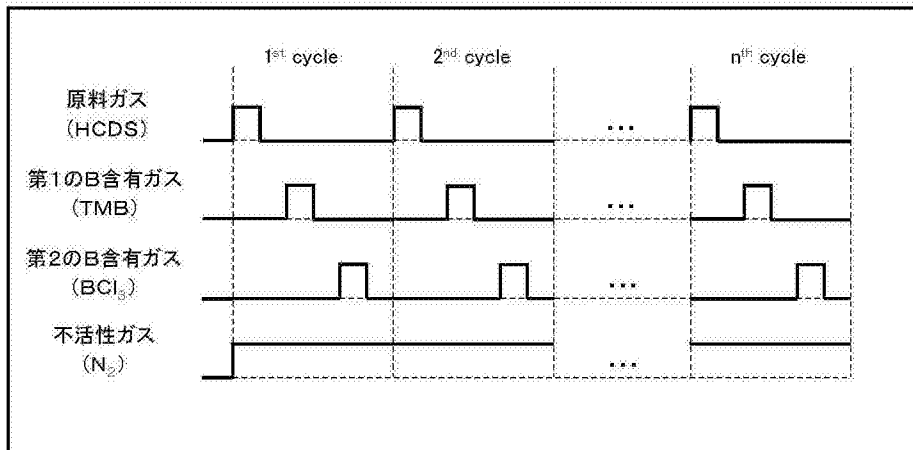 1st cycle 2nd cycle nth cycle
原料ガス
(HCDS)
...
第1のB含有ガス
(TMB)
...
第2のB含有ガス
(BCl3)
...
不活性ガス
(N2)
...